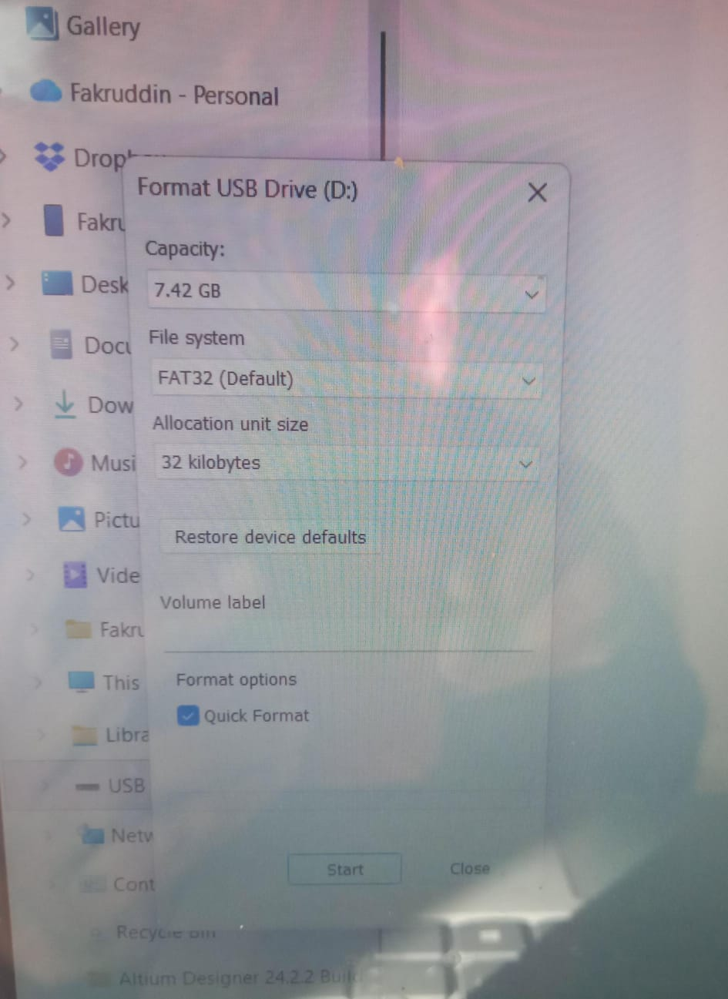 Gallery
Fakruddin - Personal
Drop
Format USB Drive (D:)
Fakru
Capacity:
Desk
7.42 GB
File system
Docu
FAT32 (Default)
Dow
Allocation unit size
Musi
32 kilobytes
Pictu
Restore device defaults
Vide
Volume label
Fakru
This
Format options
Quick Format
Libra
USB
Netw
Start
Close
Cont
Recycle Bin
Altium Designer 24.2.2 Build